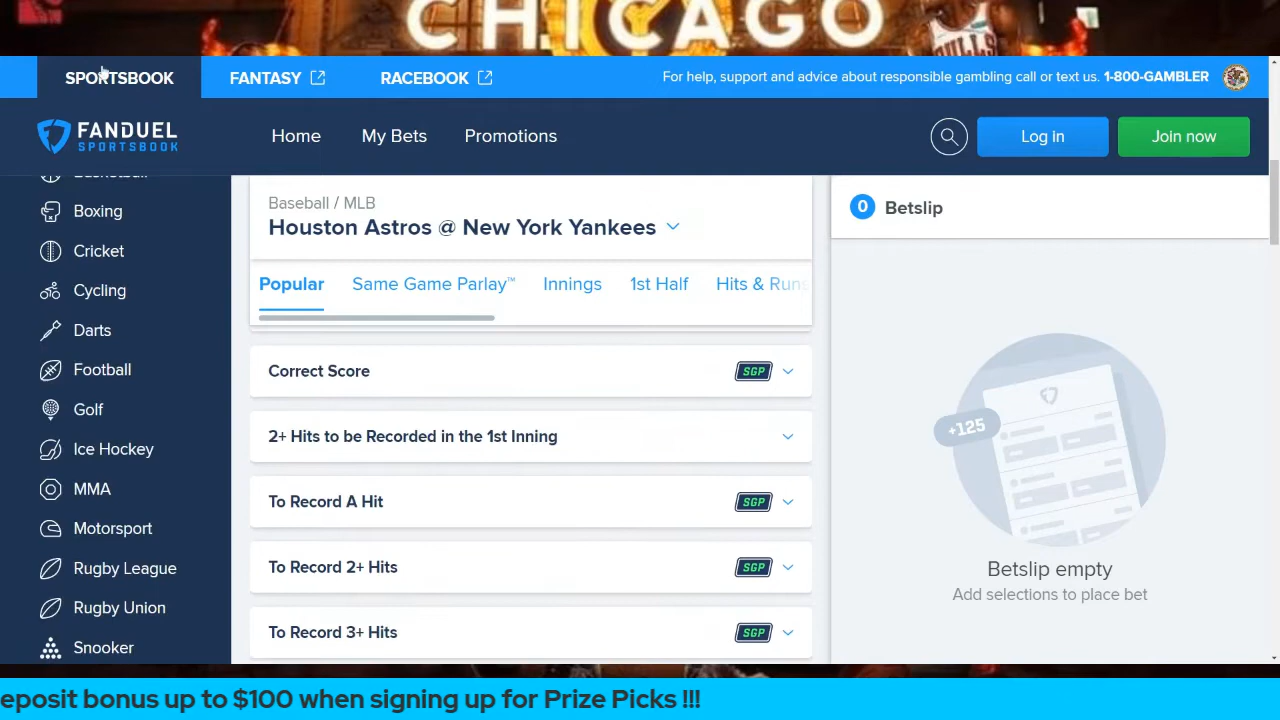 CHICAGO
SPORTSBOOK
FANTASY
RACEBOOK
For help, support and advice about responsible gambling call or text us. 1-800-GAMBLER
FANDUEL
SPORTSBOOK
Home
My Bets
Promotions
Log in
Join now
Basketball
Boxing
Cricket
Cycling
Darts
Football
Golf
Ice Hockey
MMA
Motorsport
Rugby League
Rugby Union
Snooker
Baseball / MLB
Houston Astros @ New York Yankees
Popular
Same Game Parlay™
Innings
1st Half
Hits & Runs
Correct Score
SGP
2+ Hits to be Recorded in the 1st Inning
To Record A Hit
SGP
To Record 2+ Hits
SGP
To Record 3+ Hits
SGP
0
Betslip
+125
Betslip empty
Add selections to place bet
BULLS
eposit bonus up to $100 when signing up for Prize Picks !!!